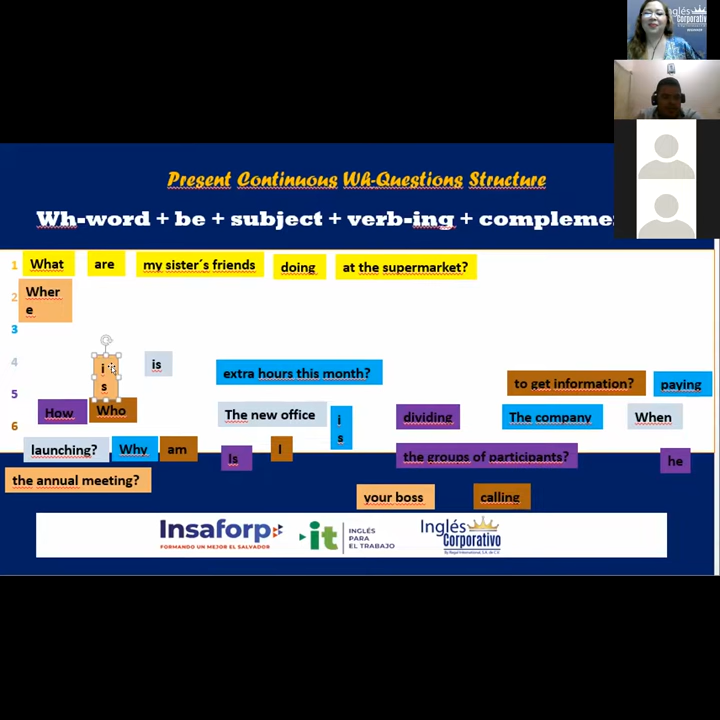 Inglés
Corporativo
Present Continuous Wh-Questions Structure
Wh-word + be + subject + verb-ing + compleme
1 What are my sister´s friends doing at the supermarket?
2 Wher
e
3
4
i
s
is
extra hours this month?
to get information?
paying
5
How
Who
The new office
i
s
dividing
The company
When
6
launching?
Why
am
Is
I
the groups of participants?
he
the annual meeting?
your boss
calling
Insaforp
FORMANDO UN MEJOR EL SALVADOR
it
INGLÉS
PARA
EL TRABAJO
Inglés
Corporativo